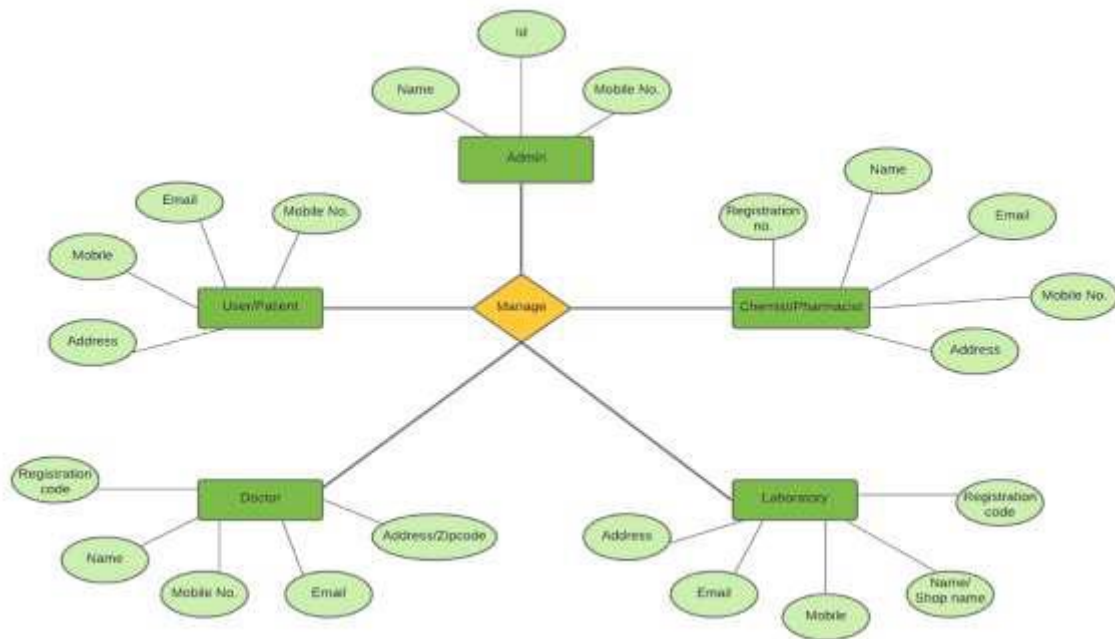 Id
Name
Mobile No.
Admin
Name
Email
Mobile No.
Registration
no.
Email
Mobile
User/Patient
Manage
Chemist/Pharmacist
Mobile No.
Address
Address
Registration
code
Doctor
Laborotory
Registration
code
Name
Address/Zipcode
Address
Mobile No.
Email
Email
Mobile
Name/
Shop name